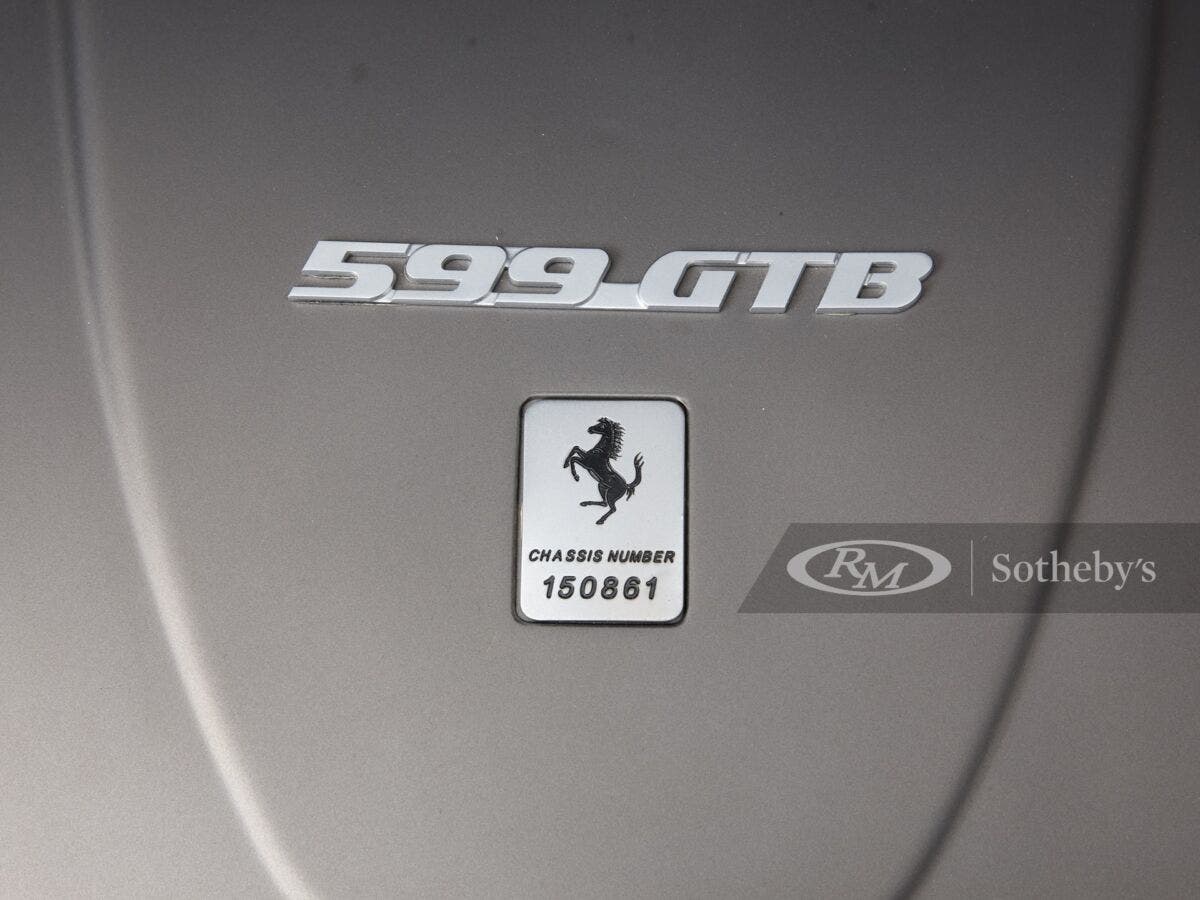 599 GTB
CHASSIS NUMBER
150861
RM Sotheby's